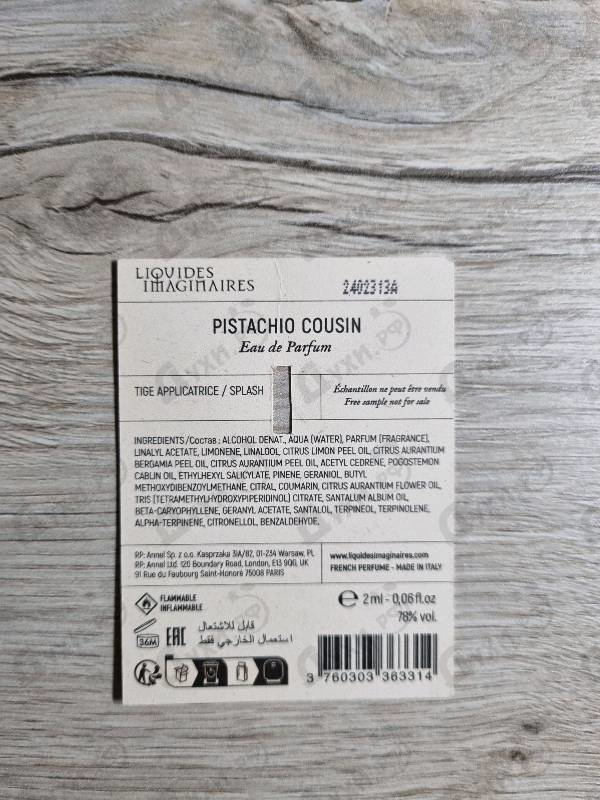 LIQUIDES
IMAGINAIRES
2402313A
PISTACHIO COUSIN
Eau de Parfum
TIGE APPLICATRICE / SPLASH
Échantillon ne peut être vendu
Free sample not for sale
INGREDIENTS/Состав : ALCOHOL DENAT., AQUA (WATER), PARFUM (FRAGRANCE),
LINALYL ACETATE, LIMONENE, LINALOOL, CITRUS LIMON PEEL OIL, CITRUS AURANTIUM
BERGAMIA PEEL OIL, CITRUS AURANTIUM PEEL OIL, ACETYL CEDRENE, POGOSTEMON
CABLIN OIL, ETHYLHEXYL SALICYLATE, PINENE, GERANIOL, BUTYL
METHOXYDIBENZOYLMETHANE, CITRAL, COUMARIN, CITRUS AURANTIUM FLOWER OIL,
TRIS (TETRAMETHYLHYDROXYPIPERIDINOL) CITRATE, SANTALUM ALBUM OIL,
BETA-CARYOPHYLLENE, GERANYL ACETATE, SANTALOL, TERPINEOL, TERPINOLENE,
ALPHA-TERPINENE, CITRONELLOL, BENZALDEHYDE.
RP: Annel Sp. z o.o. Kasprzaka 31A/82, 01-234 Warsaw, PL
RP: Annel Ltd. 120 Boundary Road, London, E13 9QG, UK
91 Rue du Faubourg Saint-Honoré 75008 PARIS
www.liquidesimaginaires.com
FRENCH PERFUME - MADE IN ITALY
FLAMMABLE
INFLAMMABLE
36M
EAC
قابل للاشتعال
استعمال الخارجي فقط
℮ 2 ml - 0,06 fl.oz
78% vol.
3 760303 363314
Духи.рф